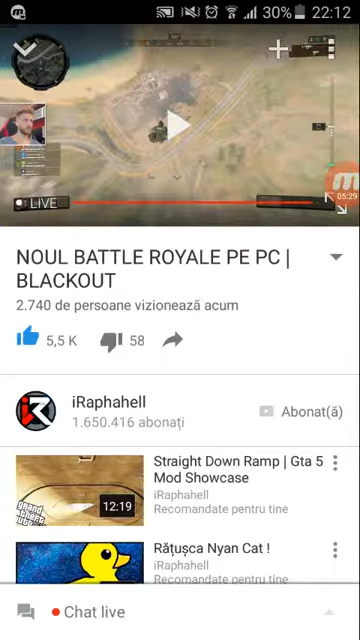 30% 22:12
05:29
LIVE
NOUL BATTLE ROYALE PE PC |
BLACKOUT
2.740 de persoane vizionează acum
5,5 K
58
iRaphahell
1.650.416 abonați
Abonat(ă)
Straight Down Ramp | Gta 5
Mod Showcase
iRaphahell
Recomandate pentru tine
12:19
Rățușca Nyan Cat !
iRaphahell
Recomandate pentru tine
Chat live